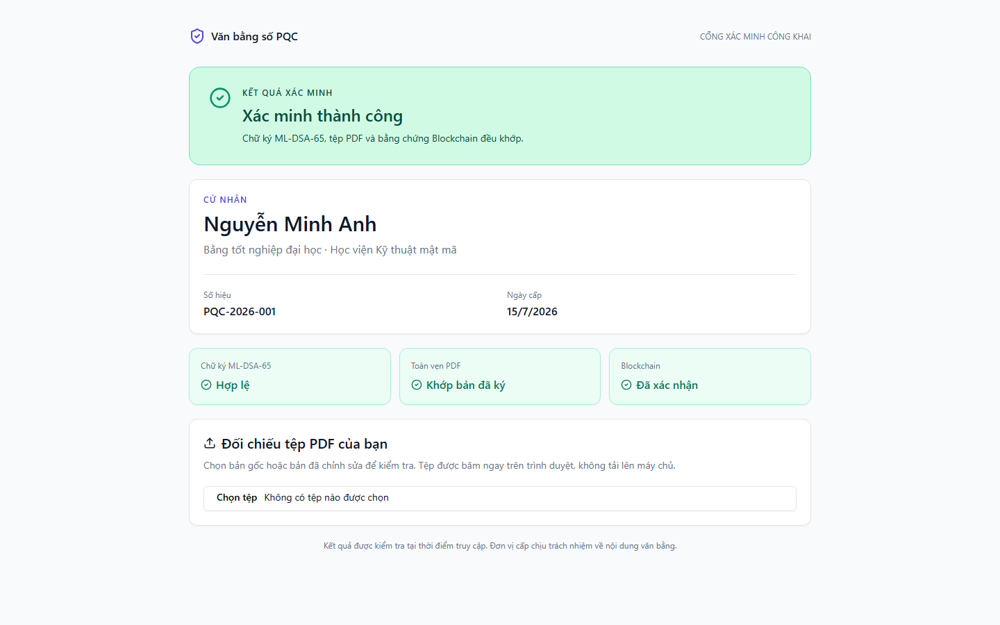 Văn bằng số PQC
CỔNG XÁC MINH CÔNG KHAI
KẾT QUẢ XÁC MINH
Xác minh thành công
Chữ ký ML-DSA-65, tệp PDF và bằng chứng Blockchain đều khớp.
CỬ NHÂN
Nguyễn Minh Anh
Bằng tốt nghiệp đại học · Học viện Kỹ thuật mật mã
Số hiệu
PQC-2026-001
Ngày cấp
15/7/2026
Chữ ký ML-DSA-65
Hợp lệ
Toàn vẹn PDF
Khớp bản đã ký
Blockchain
Đã xác nhận
Đối chiếu tệp PDF của bạn
Chọn bản gốc hoặc bản đã chỉnh sửa để kiểm tra. Tệp được băm ngay trên trình duyệt, không tải lên máy chủ.
Chọn tệp Không có tệp nào được chọn
Kết quả được kiểm tra tại thời điểm truy cập. Đơn vị cấp chịu trách nhiệm về nội dung văn bằng.